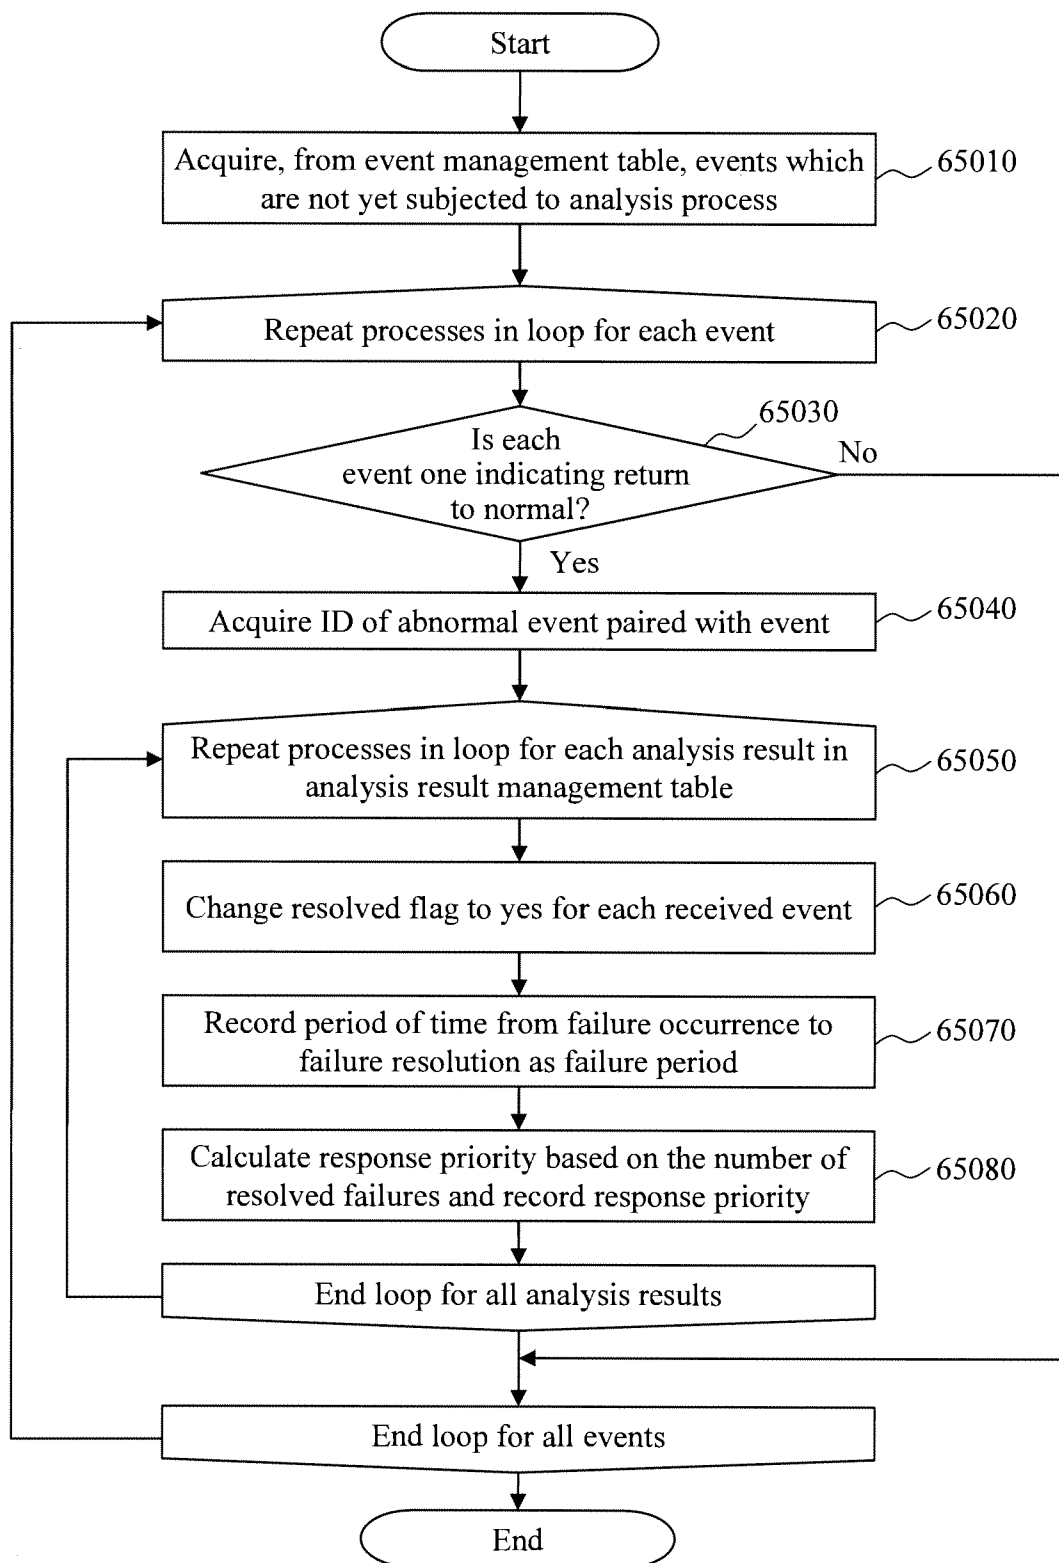 Start
Acquire, from event management table, events which
are not yet subjected to analysis process
65010
Repeat processes in loop for each event
65020
65030
Is each
event one indicating return
to normal?
No
Yes
Acquire ID of abnormal event paired with event
65040
Repeat processes in loop for each analysis result in
analysis result management table
65050
Change resolved flag to yes for each received event
65060
Record period of time from failure occurrence to
failure resolution as failure period
65070
Calculate response priority based on the number of
resolved failures and record response priority
65080
End loop for all analysis results
End loop for all events
End